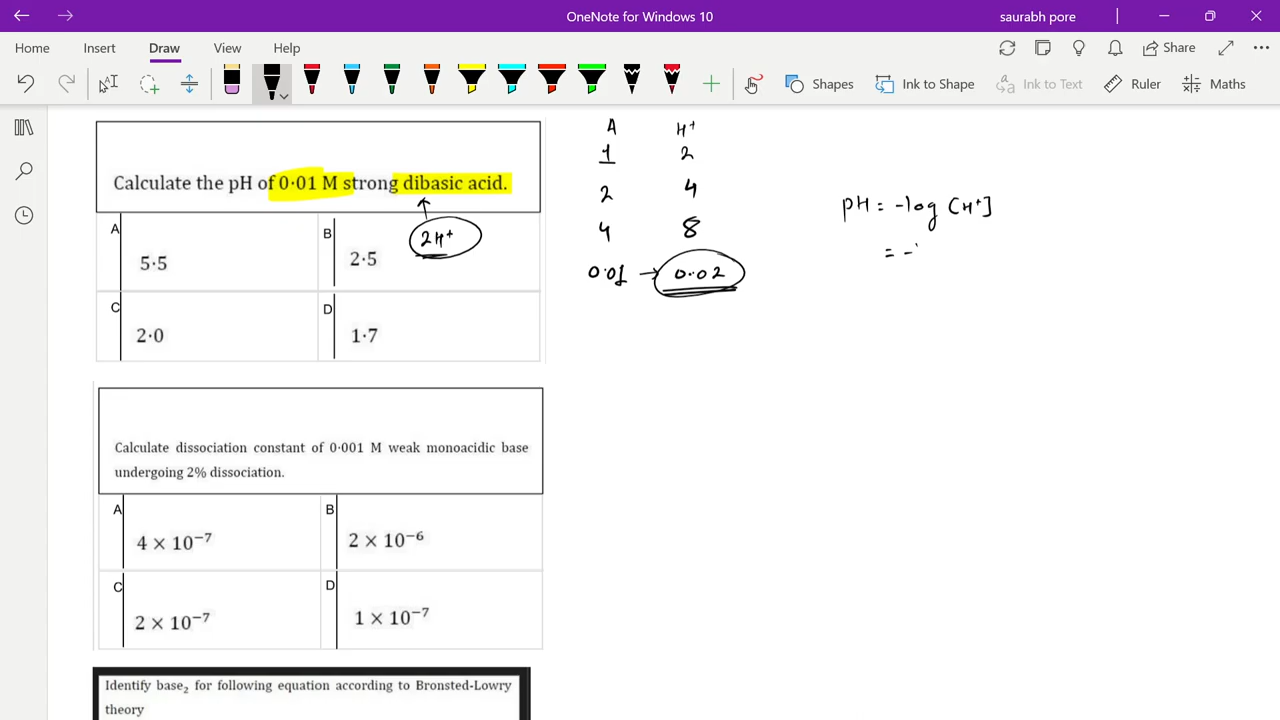 OneNote for Windows 10
saurabh pore
Home Insert Draw View Help
Share
Shapes Ink to Shape Ink to Text Ruler Maths
Calculate the pH of 0·01 M strong dibasic acid.
2H⁺
A 5·5
B 2·5
C 2·0
D 1·7
A H⁺
1 2
2 4
4 8
0.01 → 0.02
pH = -log [H⁺]
= -
Calculate dissociation constant of 0·001 M weak monoacidic base
undergoing 2% dissociation.
A 4 × 10⁻⁷
B 2 × 10⁻⁶
C 2 × 10⁻⁷
D 1 × 10⁻⁷
Identify base₂ for following equation according to Bronsted-Lowry
theory